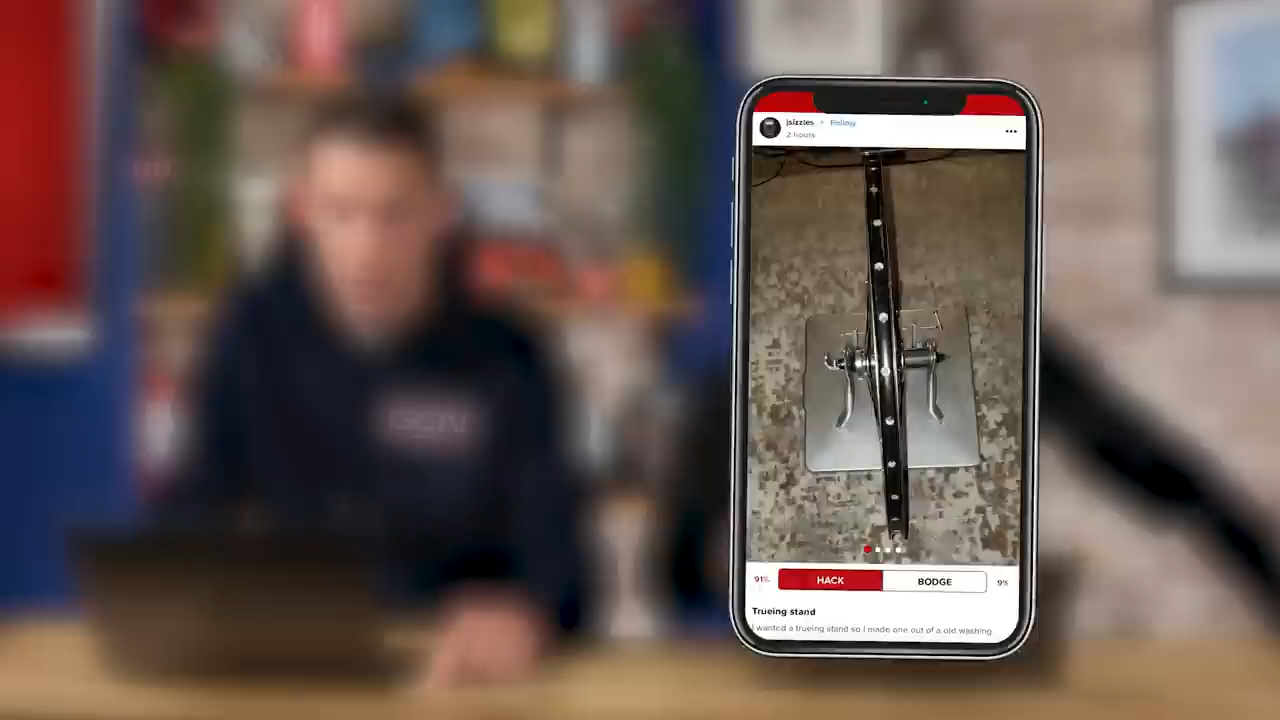 jsizzles • Follow
2 hours
91% HACK BODGE 9%
Trueing stand
I wanted a trueing stand so I made one out of a old washing
GCN